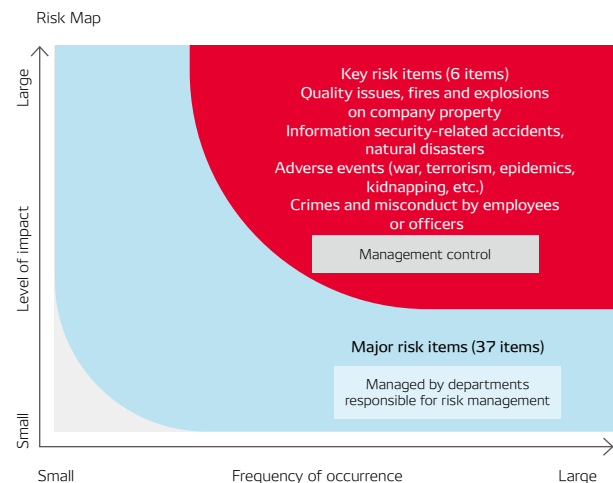 Risk Map
Large
Level of impact
Small
Key risk items (6 items)
Quality issues, fires and explosions
on company property
Information security-related accidents,
natural disasters
Adverse events (war, terrorism, epidemics,
kidnapping, etc.)
Crimes and misconduct by employees
or officers
Management control
Major risk items (37 items)
Managed by departments
responsible for risk management
Small
Frequency of occurrence
Large